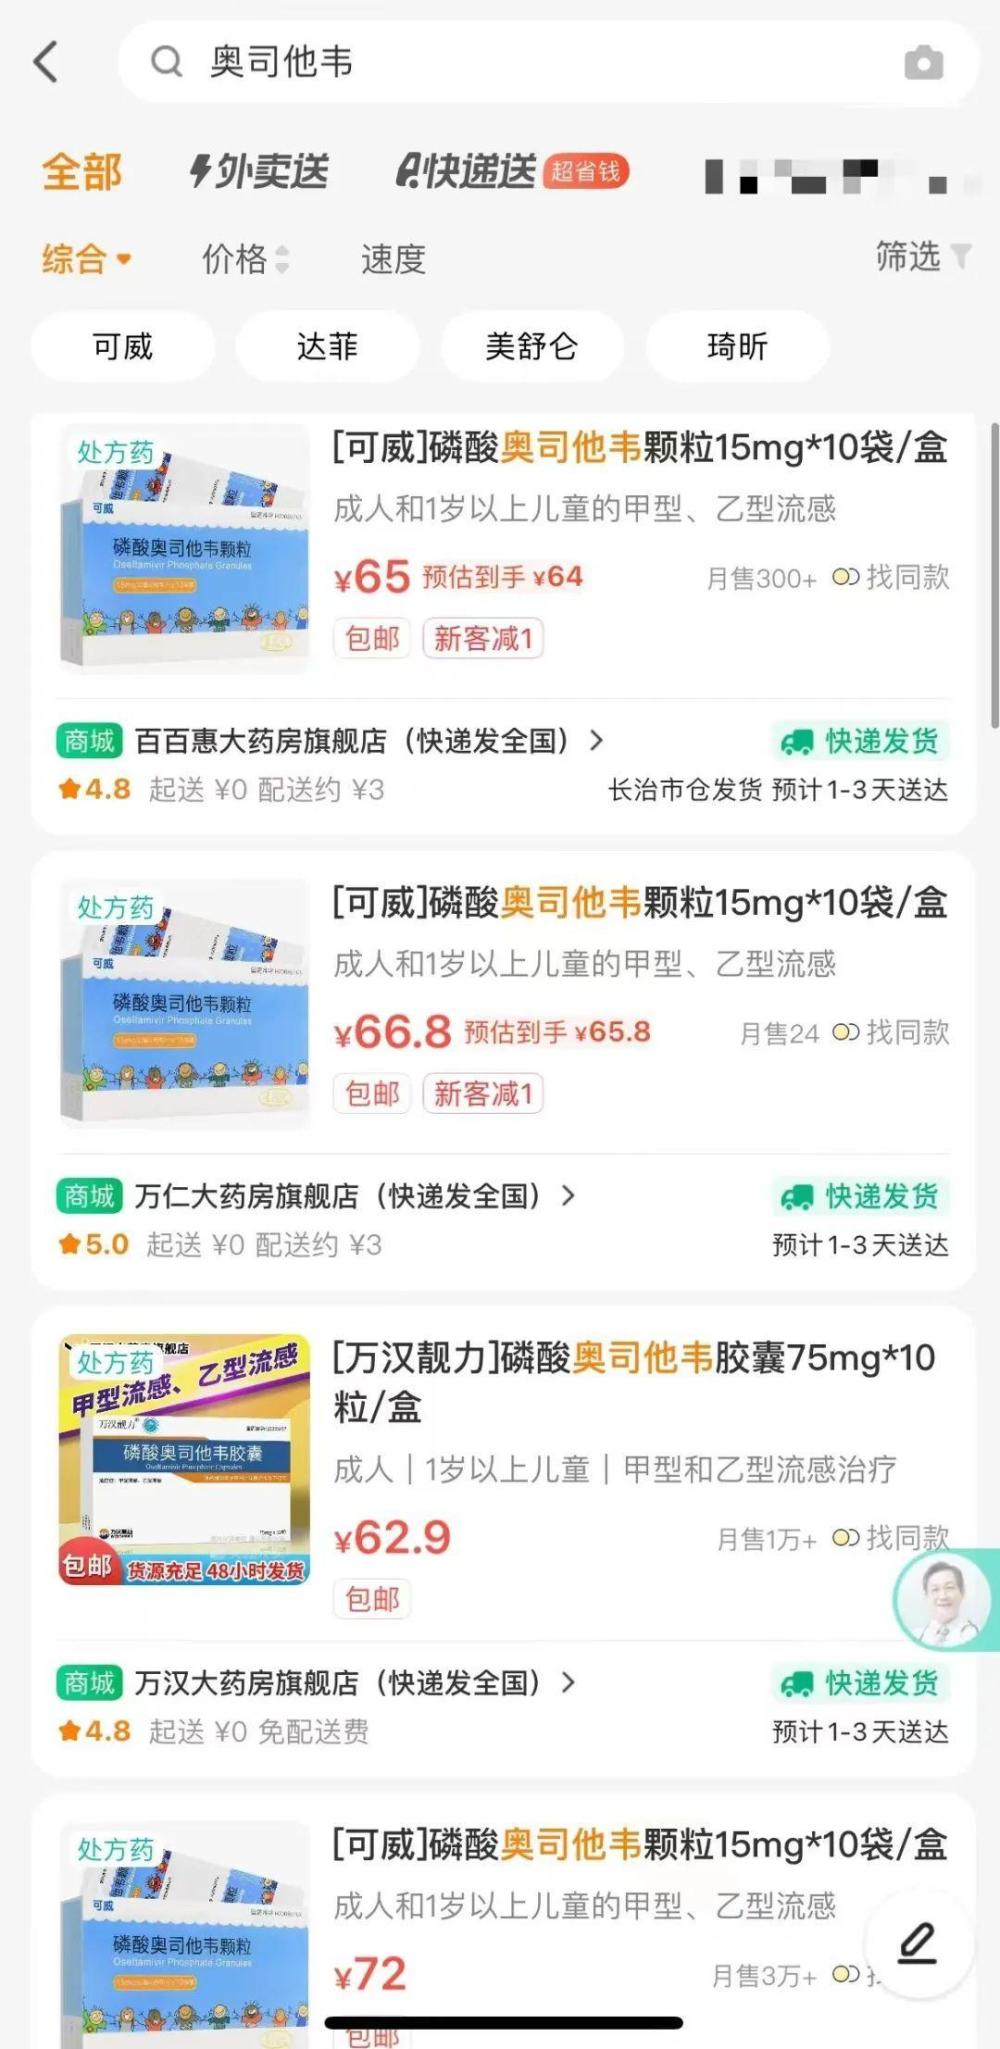 奥司他韦
全部 外卖送 快递送 超省钱
综合 价格 速度 筛选
可威 达菲 美舒仑 琦昕
处方药
可威
磷酸奥司他韦颗粒
Oseltamivir Phosphate Granules
[可威]磷酸奥司他韦颗粒15mg*10袋/盒
成人和1岁以上儿童的甲型、乙型流感
¥65 预估到手 ¥64 月售300+ 找同款
包邮 新客减1
商城 百百惠大药房旗舰店（快递发全国） 快递发货
4.8 起送 ¥0 配送约 ¥3 长治市仓发货 预计1-3天送达
处方药
可威
磷酸奥司他韦颗粒
Oseltamivir Phosphate Granules
[可威]磷酸奥司他韦颗粒15mg*10袋/盒
成人和1岁以上儿童的甲型、乙型流感
¥66.8 预估到手 ¥65.8 月售24 找同款
包邮 新客减1
商城 万仁大药房旗舰店（快递发全国） 快递发货
5.0 起送 ¥0 配送约 ¥3 预计1-3天送达
处方药
甲型流感、乙型流感
万汉靓力
磷酸奥司他韦胶囊
Oseltamivir Phosphate Capsules
包邮 货源充足 48小时发货
[万汉靓力]磷酸奥司他韦胶囊75mg*10
粒/盒
成人｜1岁以上儿童｜甲型和乙型流感治疗
¥62.9 月售1万+ 找同款
包邮
商城 万汉大药房旗舰店（快递发全国） 快递发货
4.8 起送 ¥0 免配送费 预计1-3天送达
处方药
可威
磷酸奥司他韦颗粒
Oseltamivir Phosphate Granules
[可威]磷酸奥司他韦颗粒15mg*10袋/盒
成人和1岁以上儿童的甲型、乙型流感
¥72 月售3万+
包邮